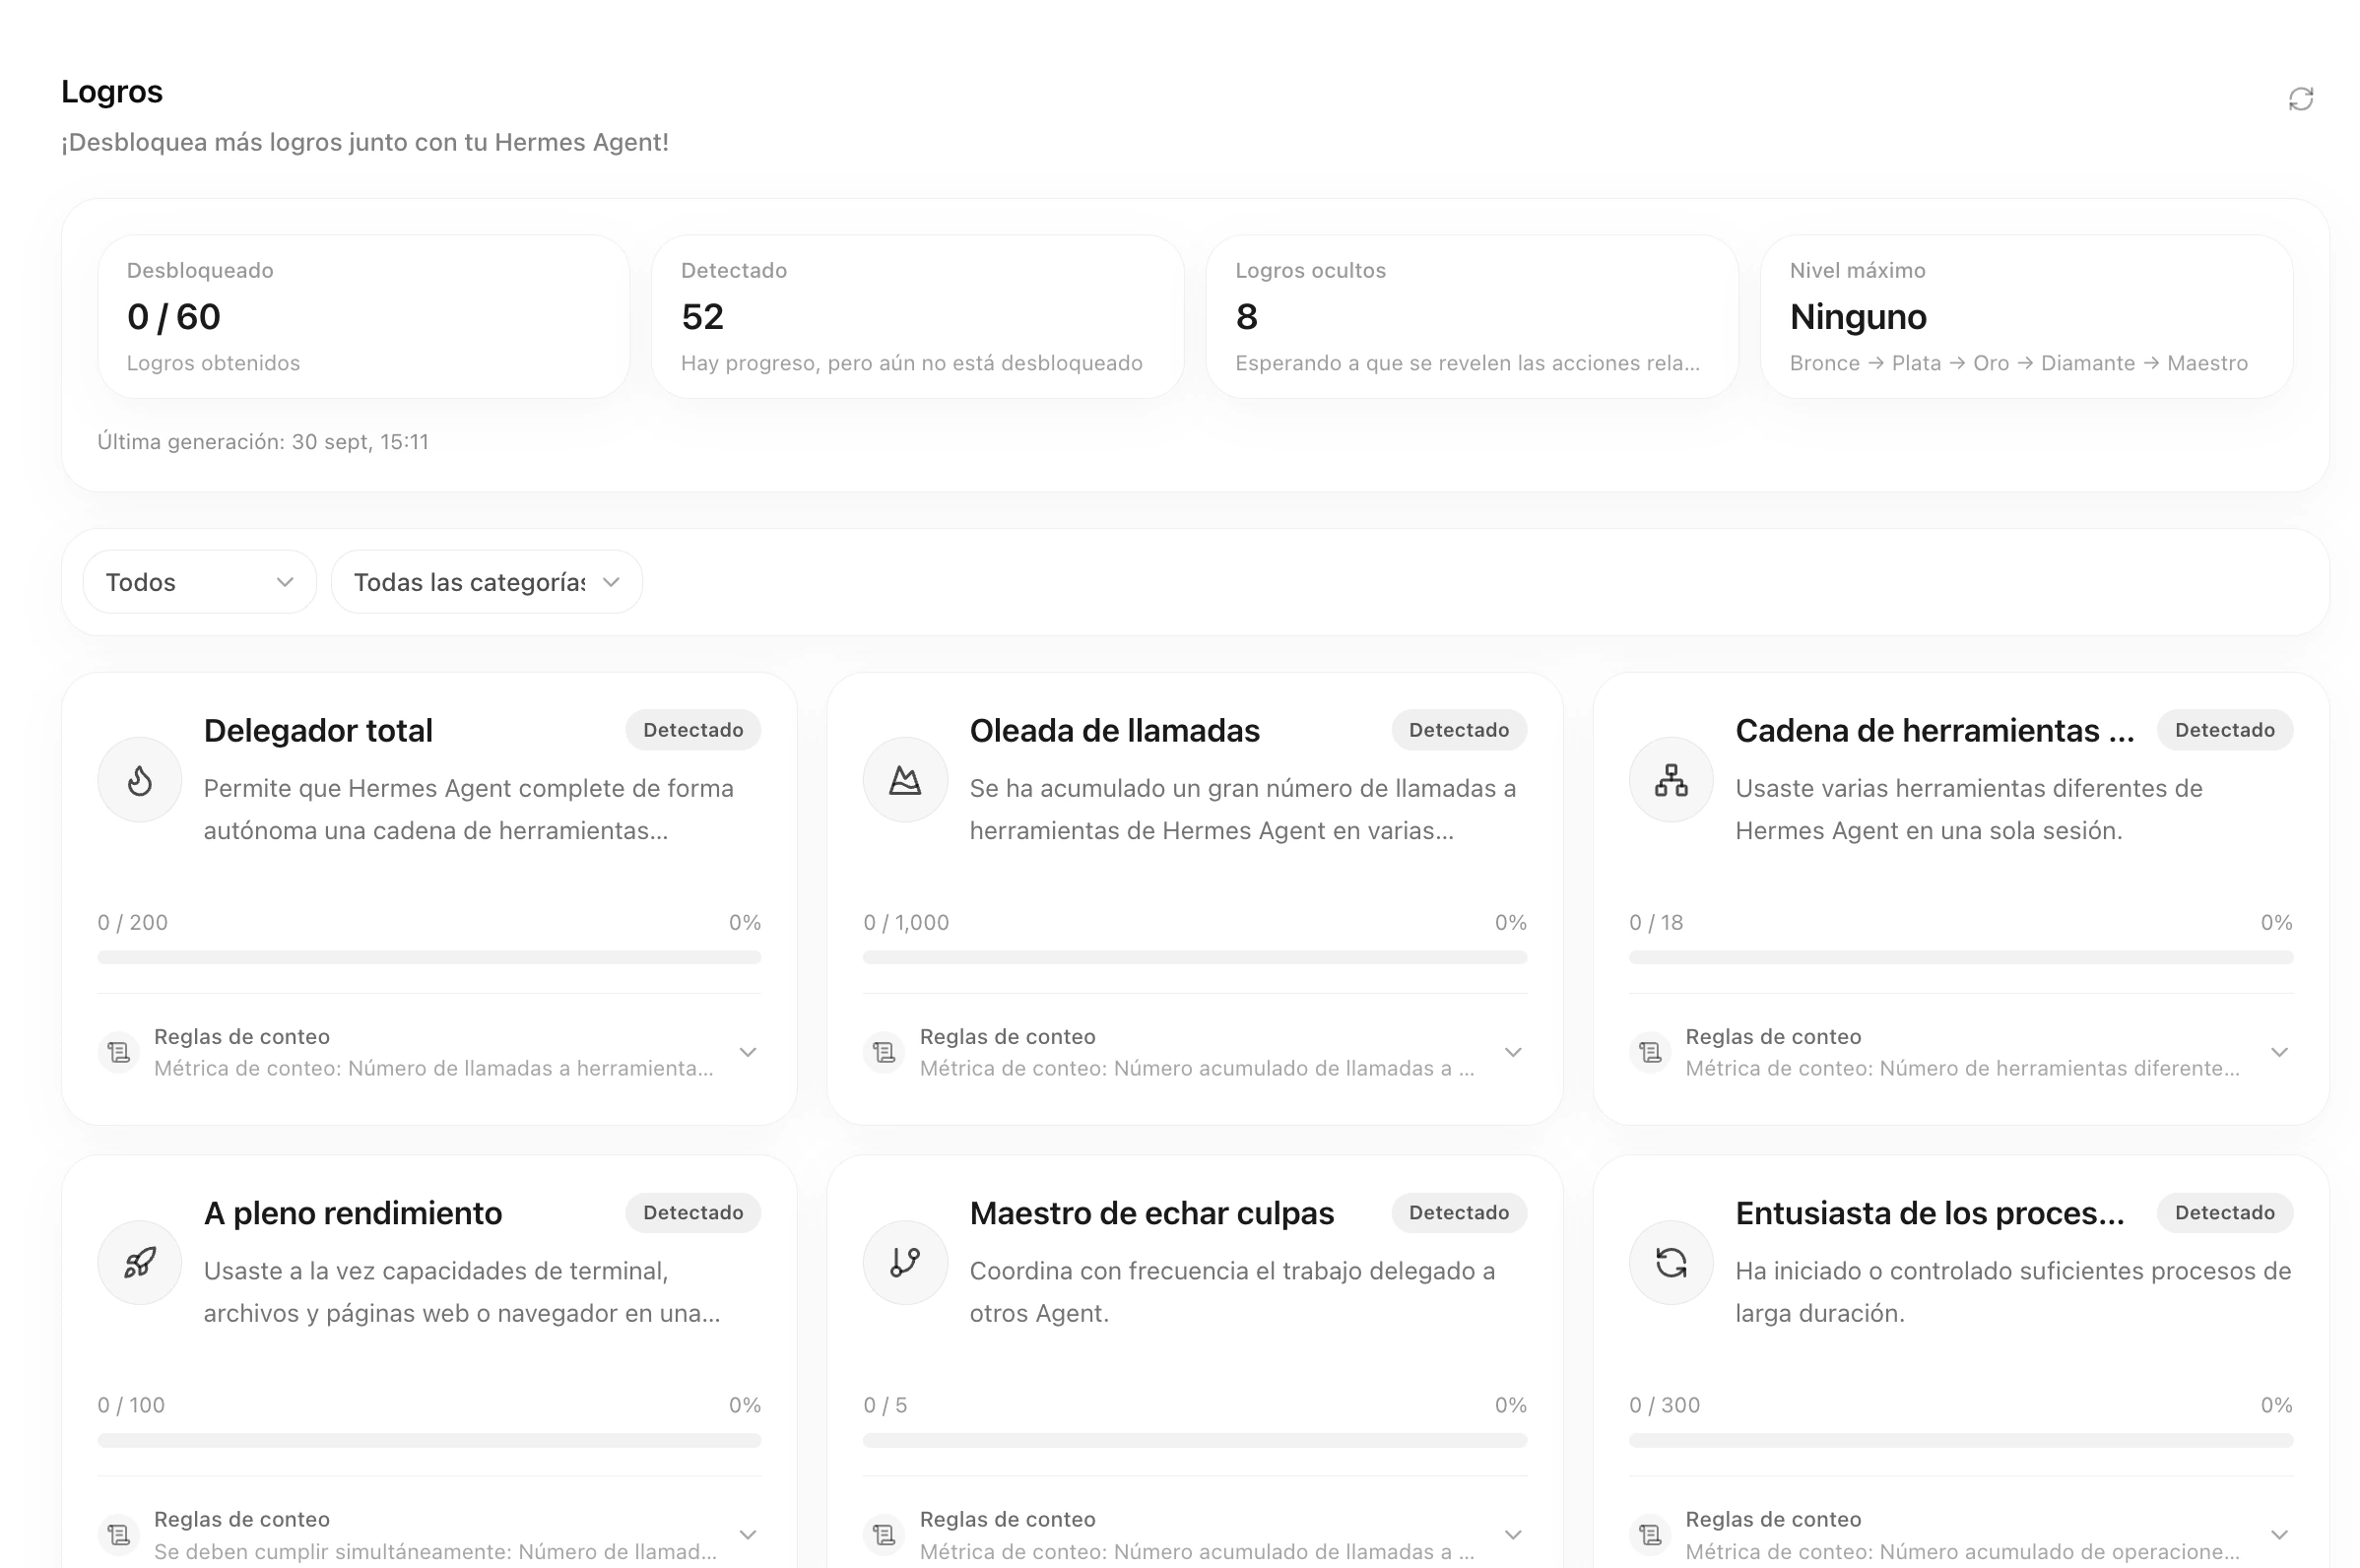 Logros
¡Desbloquea más logros junto con tu Hermes Agent!
Desbloqueado
0 / 60
Logros obtenidos
Detectado
52
Hay progreso, pero aún no está desbloqueado
Logros ocultos
8
Esperando a que se revelen las acciones rela...
Nivel máximo
Ninguno
Bronce → Plata → Oro → Diamante → Maestro
Última generación: 30 sept, 15:11
Todos
Todas las categorías
Delegador total
Detectado
Permite que Hermes Agent complete de forma
autónoma una cadena de herramientas...
0 / 200
0%
Reglas de conteo
Métrica de conteo: Número de llamadas a herramienta...
Oleada de llamadas
Detectado
Se ha acumulado un gran número de llamadas a
herramientas de Hermes Agent en varias...
0 / 1,000
0%
Reglas de conteo
Métrica de conteo: Número acumulado de llamadas a ...
Cadena de herramientas ...
Detectado
Usaste varias herramientas diferentes de
Hermes Agent en una sola sesión.
0 / 18
0%
Reglas de conteo
Métrica de conteo: Número de herramientas diferente...
A pleno rendimiento
Detectado
Usaste a la vez capacidades de terminal,
archivos y páginas web o navegador en una...
0 / 100
0%
Reglas de conteo
Se deben cumplir simultáneamente: Número de llamad...
Maestro de echar culpas
Detectado
Coordina con frecuencia el trabajo delegado a
otros Agent.
0 / 5
0%
Reglas de conteo
Métrica de conteo: Número acumulado de llamadas a ...
Entusiasta de los proces...
Detectado
Ha iniciado o controlado suficientes procesos de
larga duración.
0 / 300
0%
Reglas de conteo
Métrica de conteo: Número acumulado de operacione...